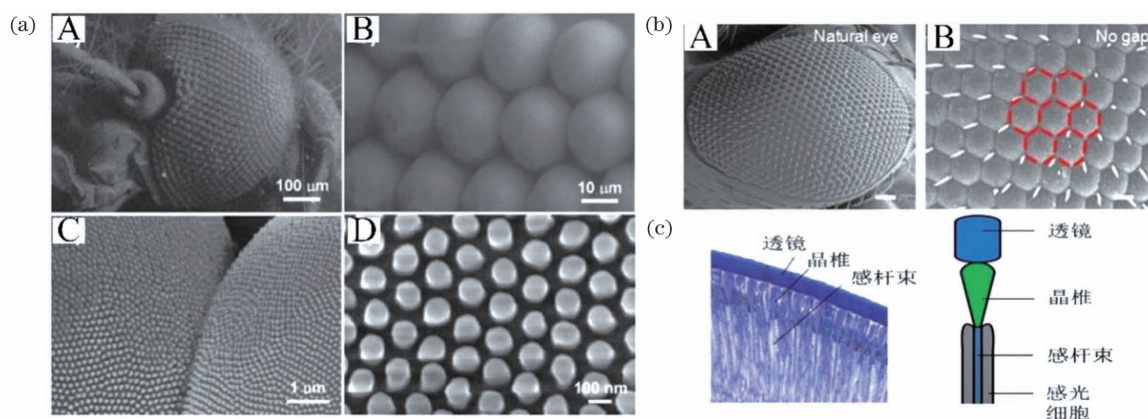 (a)
A
100 μm
B
10 μm
C
1 μm
D
100 nm
(b)
A
Natural eye
B
No gap
(c)
透镜
晶椎
感杆束
透镜
晶椎
感杆束
感光
细胞